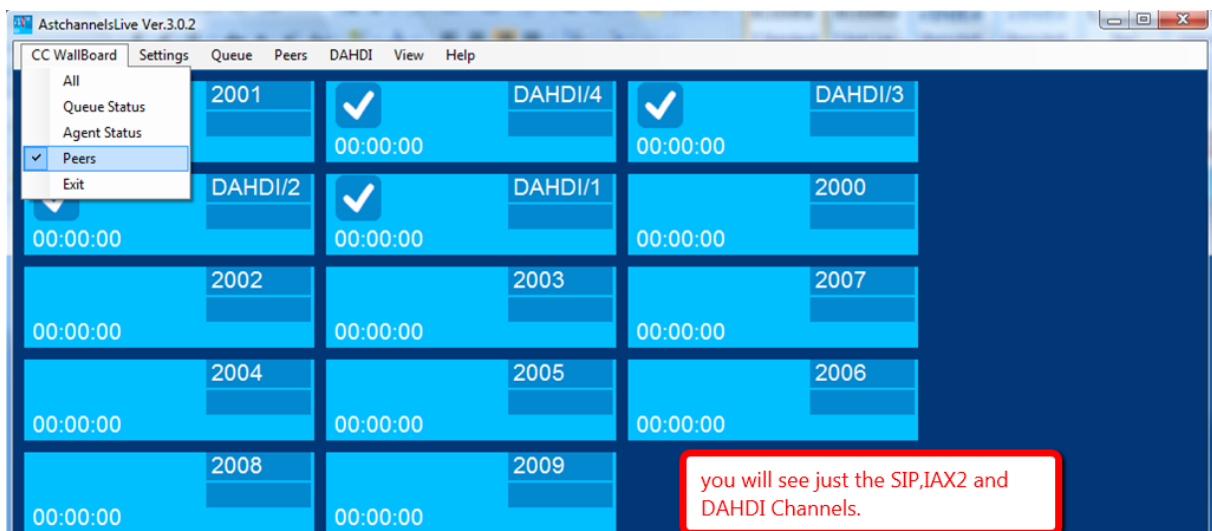 AstchannelsLive Ver.3.0.2
CC WallBoard Settings Queue Peers DAHDI View Help
All
Queue Status
Agent Status
Peers
Exit
2001
00:00:00
DAHDI/4
00:00:00
DAHDI/3
DAHDI/2
00:00:00
DAHDI/1
00:00:00
2000
00:00:00
2002
00:00:00
2003
00:00:00
2007
00:00:00
2004
00:00:00
2005
00:00:00
2006
00:00:00
2008
00:00:00
2009
00:00:00
you will see just the SIP,IAX2 and
DAHDI Channels.